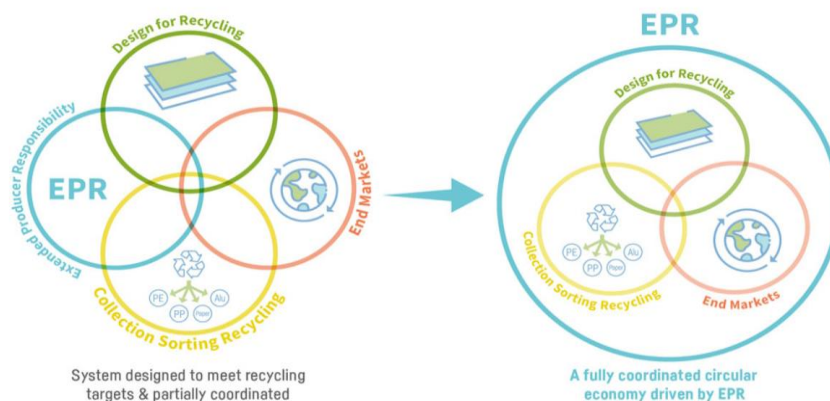 Design for Recycling
Extended Producer Responsibility
EPR
End Markets
PE
PP
Paper
Alu
Collection Sorting Recycling
System designed to meet recycling
targets & partially coordinated
EPR
Design for Recycling
Collection Sorting Recycling
PE
PP
Paper
Alu
End Markets
A fully coordinated circular
economy driven by EPR